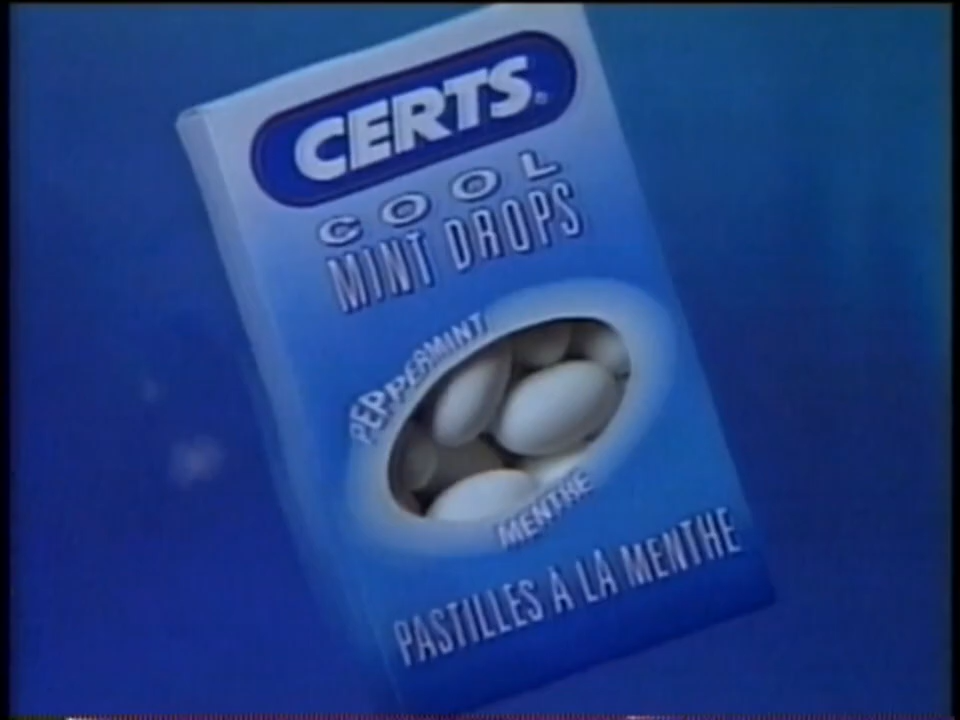 CERTS®
COOL
MINT DROPS
PEPPERMINT
MENTHE
PASTILLES À LA MENTHE